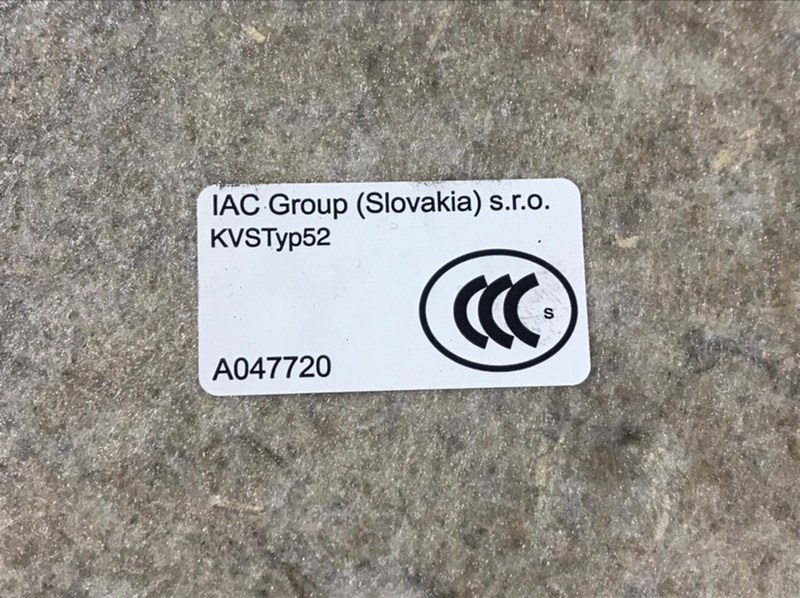 IAC Group (Slovakia) s.r.o.
KVSTyp52
CCC
S
A047720